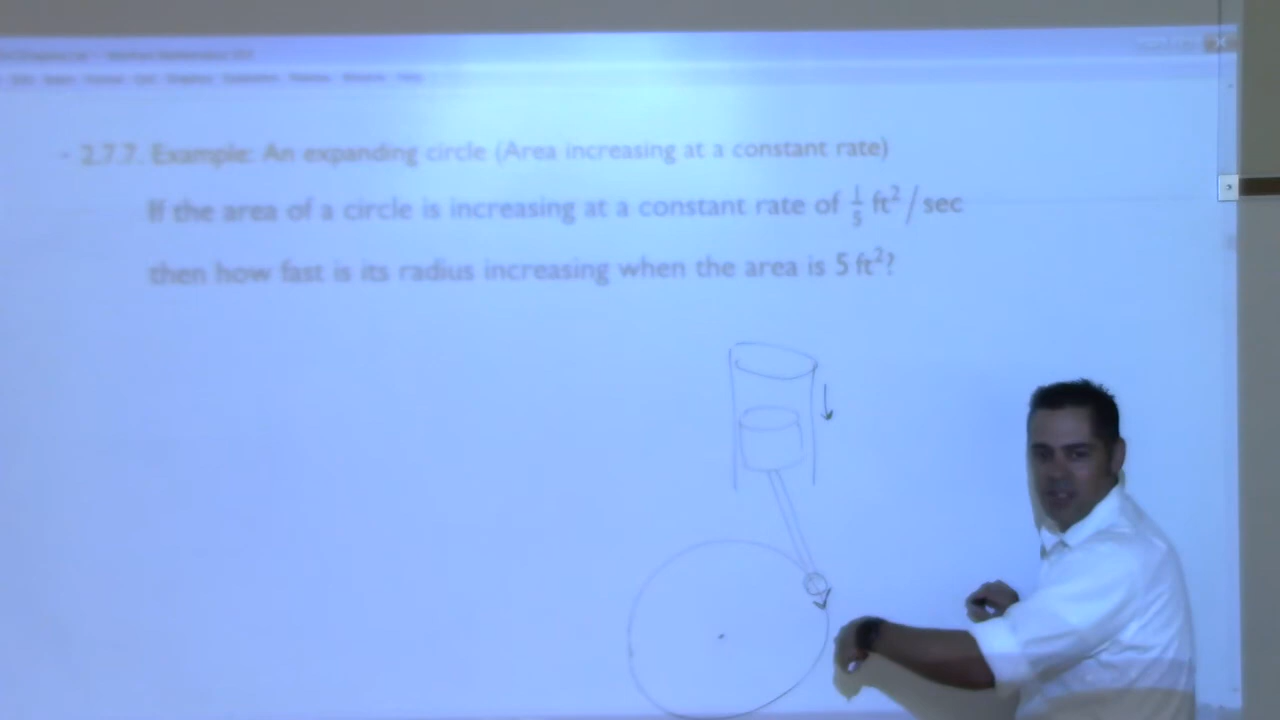 - 2.7.7. Example: An expanding circle (Area increasing at a constant rate)
If the area of a circle is increasing at a constant rate of 1/5 ft²/sec
then how fast is its radius increasing when the area is 5 ft²?